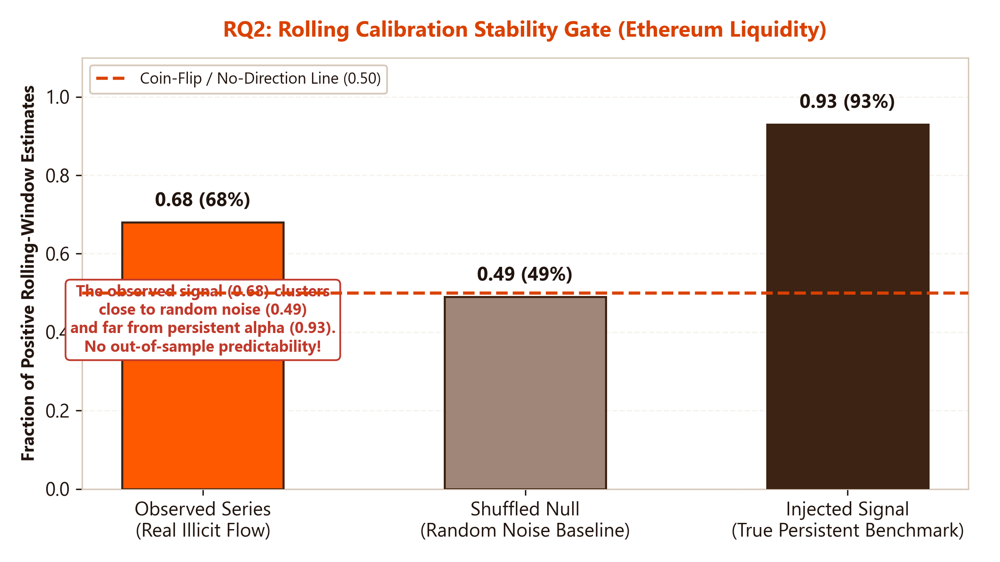 RQ2: Rolling Calibration Stability Gate (Ethereum Liquidity)
Coin-Flip / No-Direction Line (0.50)
Fraction of Positive Rolling-Window Estimates
1.0
0.8
0.6
0.4
0.2
0.0
0.68 (68%)
0.49 (49%)
0.93 (93%)
The observed signal (0.68) clusters
close to random noise (0.49)
and far from persistent alpha (0.93).
No out-of-sample predictability!
Observed Series
(Real Illicit Flow)
Shuffled Null
(Random Noise Baseline)
Injected Signal
(True Persistent Benchmark)